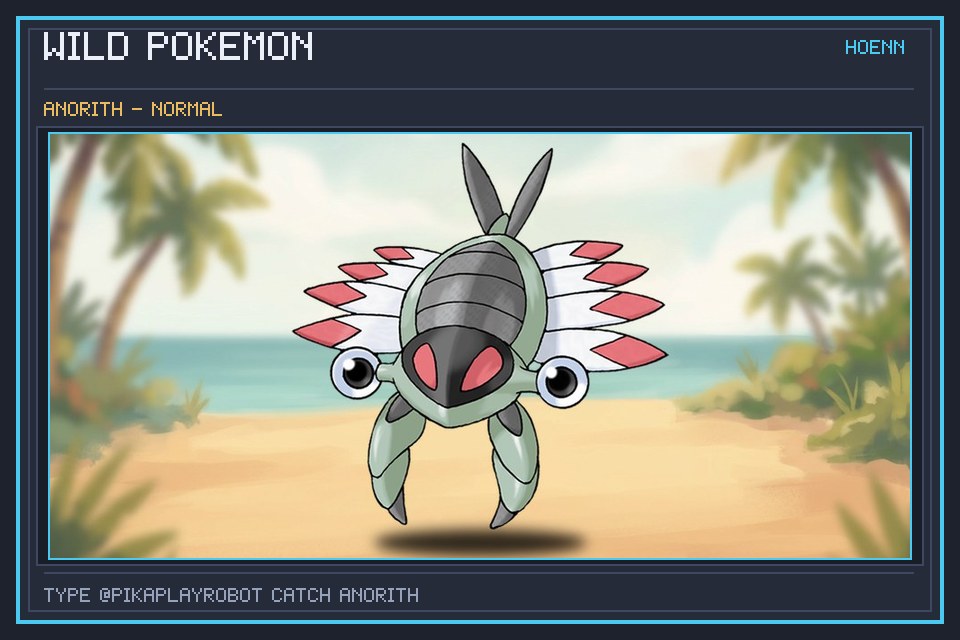 WILD POKEMON
HOENN
ANORITH - NORMAL
TYPE @PIKAPLAYROBOT CATCH ANORITH